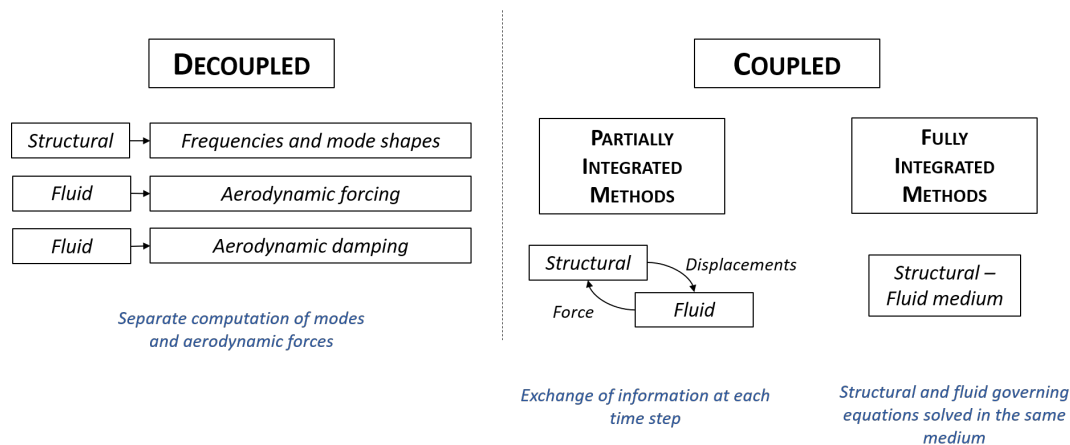 DECOUPLED
Structural
Frequencies and mode shapes
Fluid
Aerodynamic forcing
Fluid
Aerodynamic damping
Separate computation of modes
and aerodynamic forces
COUPLED
PARTIALLY
INTEGRATED
METHODS
Structural
Displacements
Force
Fluid
Exchange of information at each
time step
FULLY
INTEGRATED
METHODS
Structural –
Fluid medium
Structural and fluid governing
equations solved in the same
medium